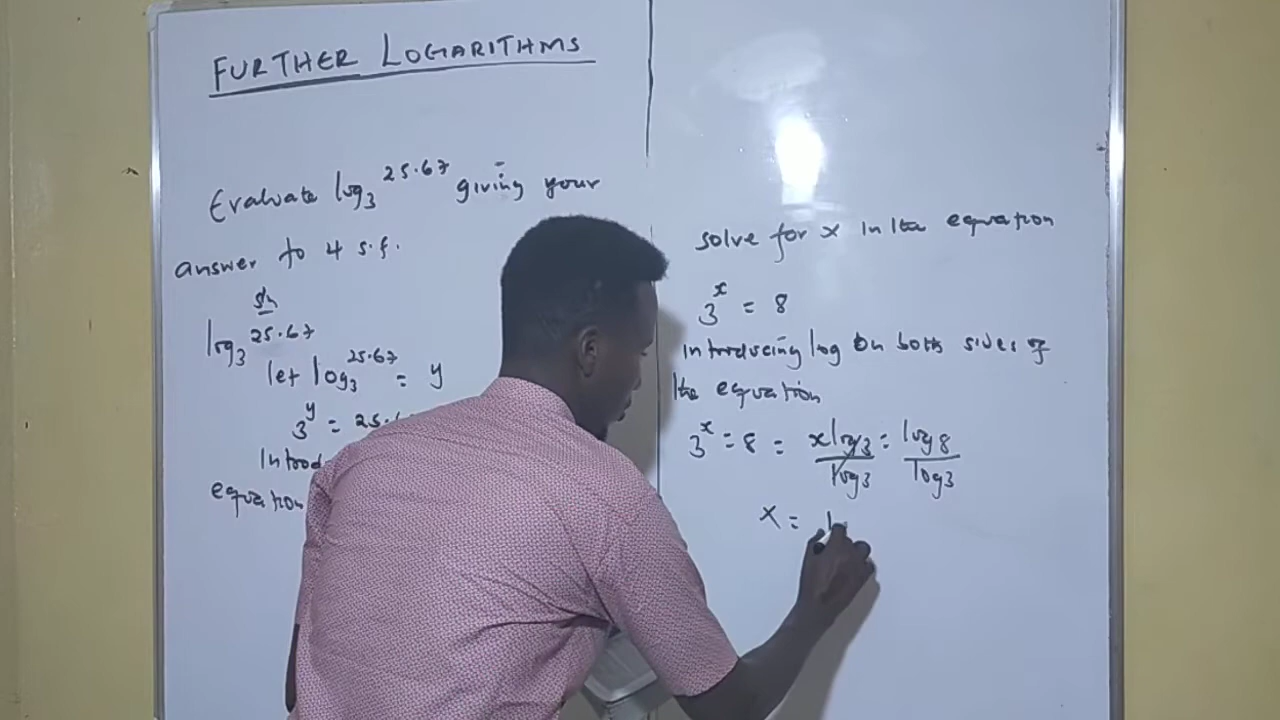 FURTHER LOGARITHMS
Evaluate log₃ 25.67 giving your
answer to 4 s.f.
sln
log₃ 25.67
let log₃ 25.67 = y
3^y = 25.
Introd
equation
solve for x in the equation
3^x = 8
Introducing log on both sides of
the equation
3^x = 8 = xlog3/log3 = log8/log3
x =